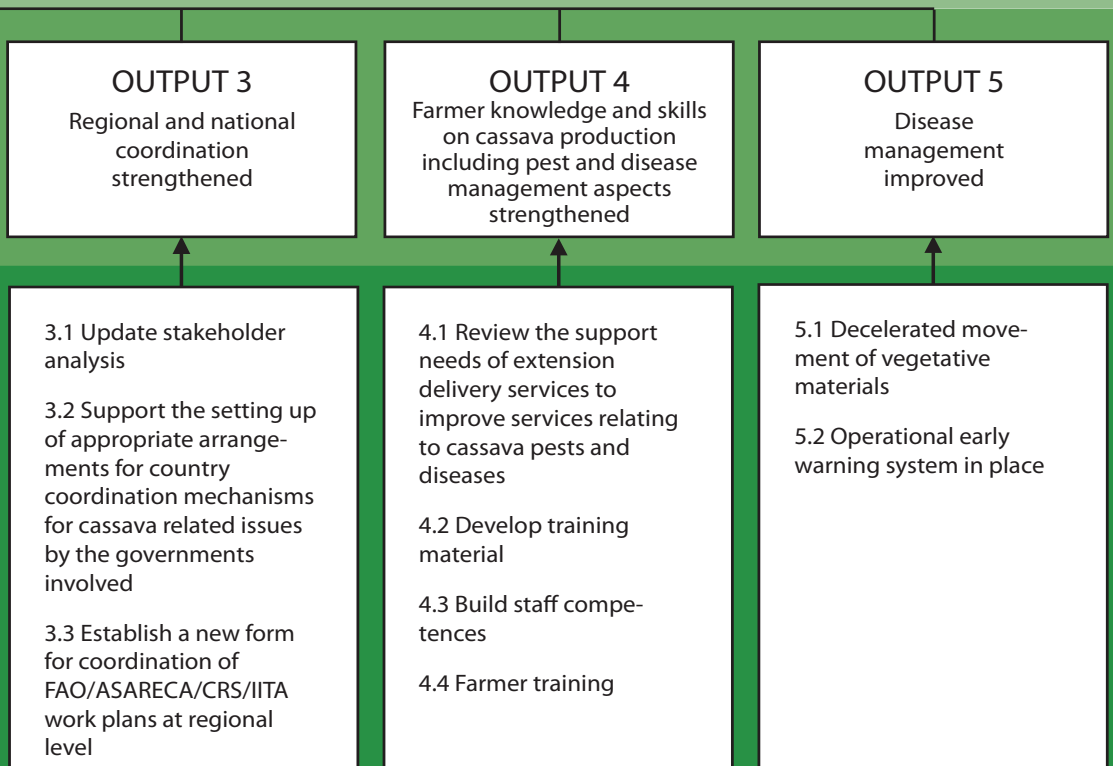 OUTPUT 3
Regional and national
coordination
strengthened
OUTPUT 4
Farmer knowledge and skills
on cassava production
including pest and disease
management aspects
strengthened
OUTPUT 5
Disease
management
improved
3.1 Update stakeholder
analysis
3.2 Support the setting up
of appropriate arrange-
ments for country
coordination mechanisms
for cassava related issues
by the governments
involved
3.3 Establish a new form
for coordination of
FAO/ASARECA/CRS/IITA
work plans at regional
level
4.1 Review the support
needs of extension
delivery services to
improve services relating
to cassava pests and
diseases
4.2 Develop training
material
4.3 Build staff compe-
tences
4.4 Farmer training
5.1 Decelerated move-
ment of vegetative
materials
5.2 Operational early
warning system in place